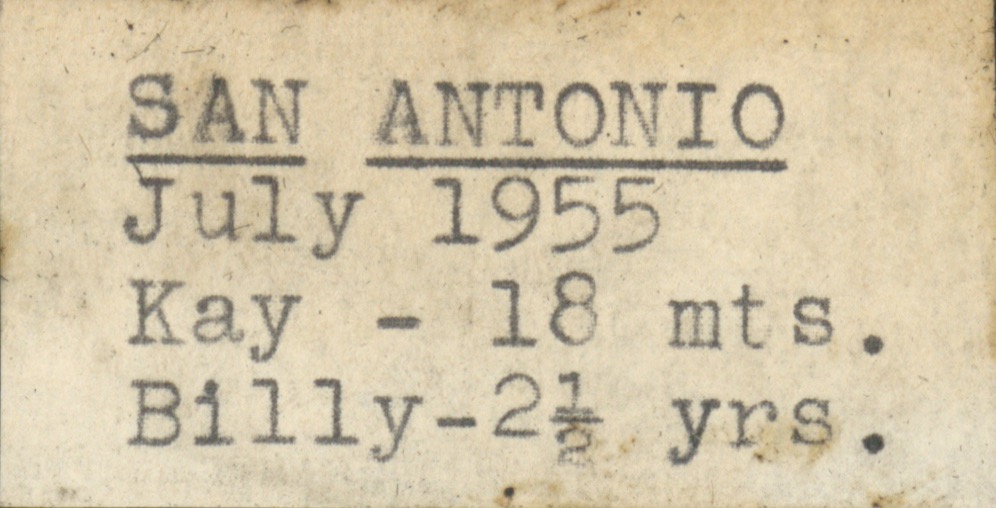 SAN ANTONIO
July 1955
Kay - 18 mts.
Billy-2½ yrs.